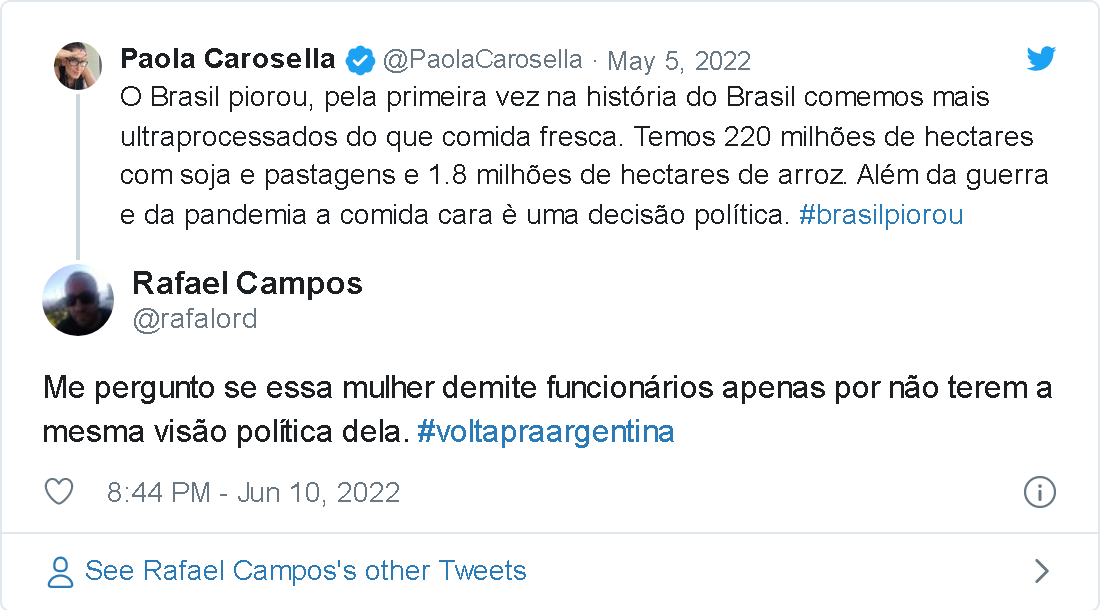 Paola Carosella @PaolaCarosella · May 5, 2022
O Brasil piorou, pela primeira vez na história do Brasil comemos mais
ultraprocessados do que comida fresca. Temos 220 milhões de hectares
com soja e pastagens e 1.8 milhões de hectares de arroz. Além da guerra
e da pandemia a comida cara è uma decisão política. #brasilpiorou
Rafael Campos
@rafalord
Me pergunto se essa mulher demite funcionários apenas por não terem a
mesma visão política dela. #voltapraargentina
8:44 PM - Jun 10, 2022
See Rafael Campos's other Tweets